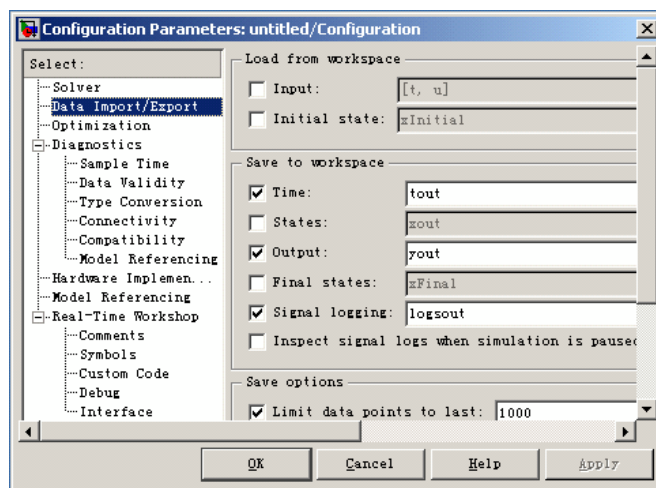 Configuration Parameters: untitled/Configuration
Select:
Solver
Data Import/Export
Optimization
Diagnostics
Sample Time
Data Validity
Type Conversion
Connectivity
Compatibility
Model Referencing
Hardware Implemen...
Model Referencing
Real-Time Workshop
Comments
Symbols
Custom Code
Debug
Interface
Load from workspace
Input: [t, u]
Initial state: xInitial
Save to workspace
Time: tout
States: xout
Output: yout
Final states: xFinal
Signal logging: logsout
Inspect signal logs when simulation is paused
Save options
Limit data points to last: 1000
OK Cancel Help Apply